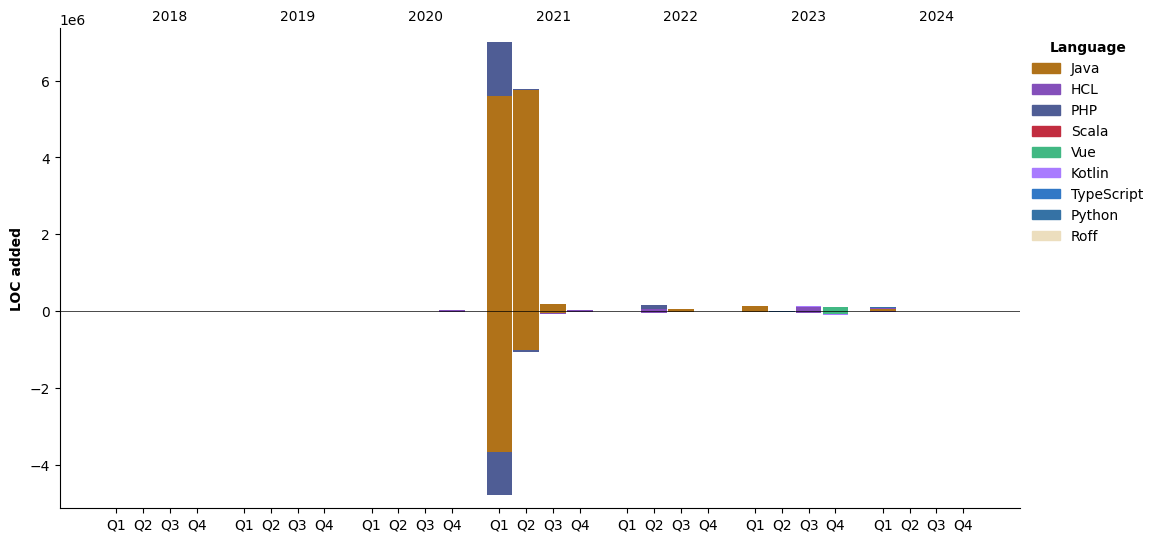 1e6
2018 2019 2020 2021 2022 2023 2024
Language
Java
HCL
PHP
Scala
Vue
Kotlin
TypeScript
Python
Roff
LOC added
6
4
2
0
−2
−4
Q1 Q2 Q3 Q4 Q1 Q2 Q3 Q4 Q1 Q2 Q3 Q4 Q1 Q2 Q3 Q4 Q1 Q2 Q3 Q4 Q1 Q2 Q3 Q4 Q1 Q2 Q3 Q4